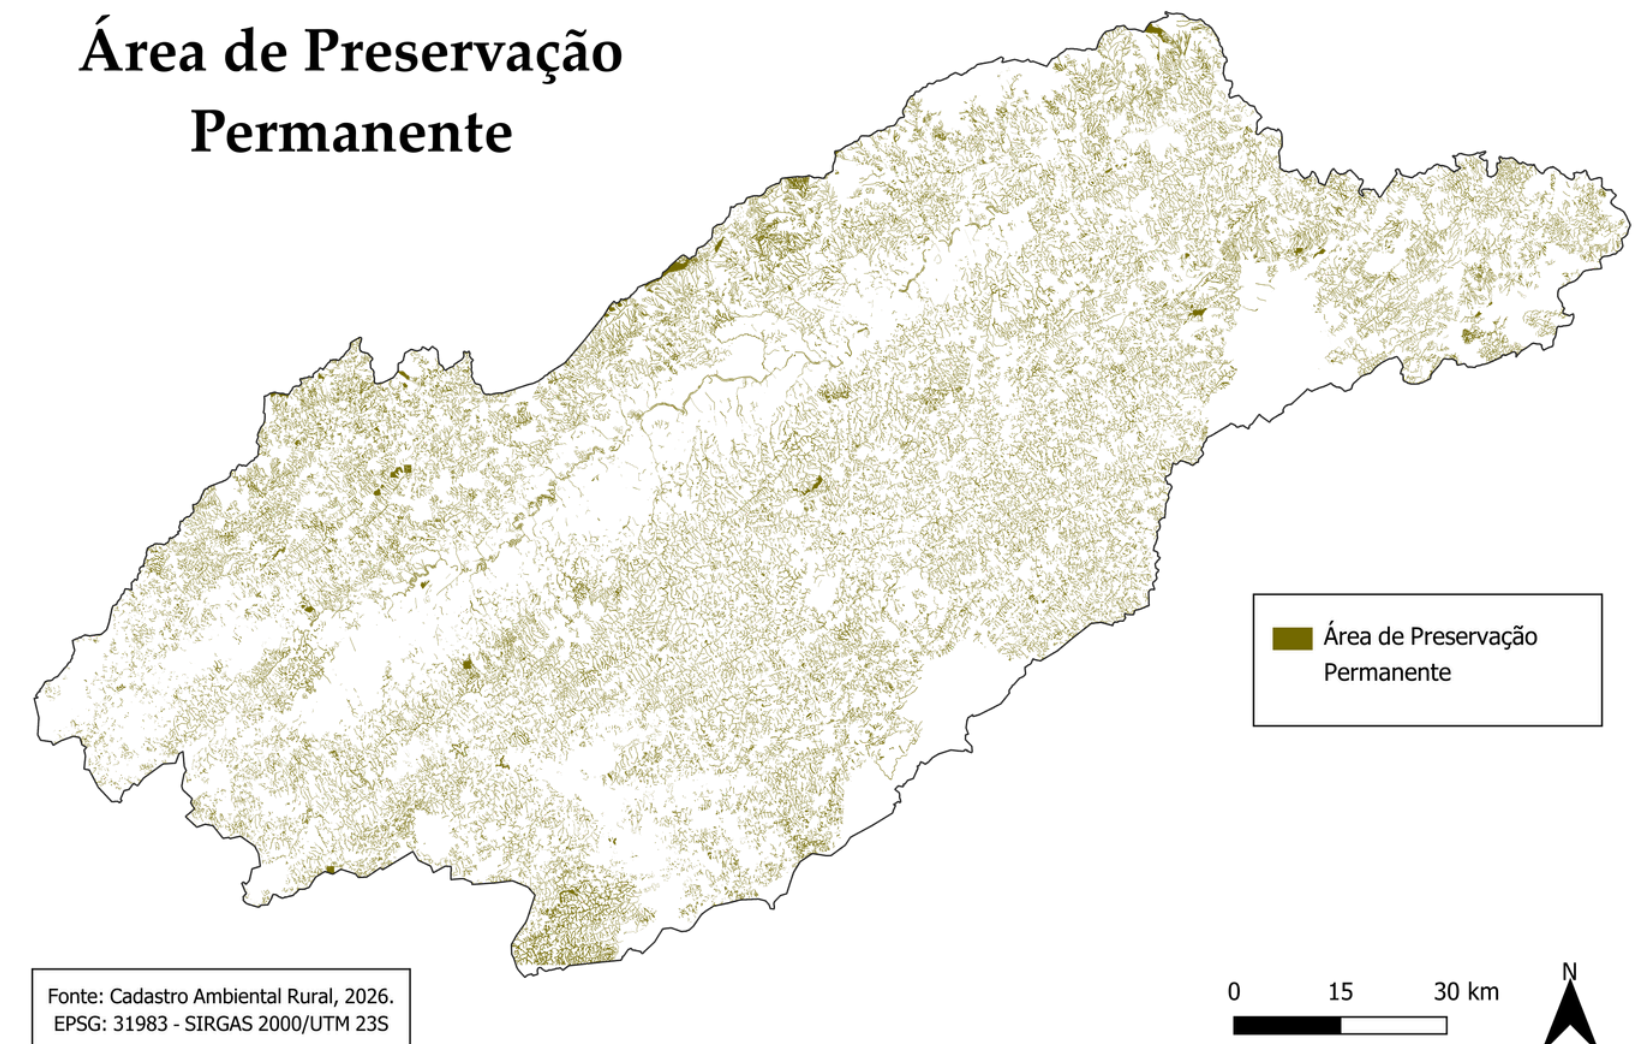 Área de Preservação
Permanente
Área de Preservação
Permanente
Fonte: Cadastro Ambiental Rural, 2026.
EPSG: 31983 - SIRGAS 2000/UTM 23S
0 15 30 km
N